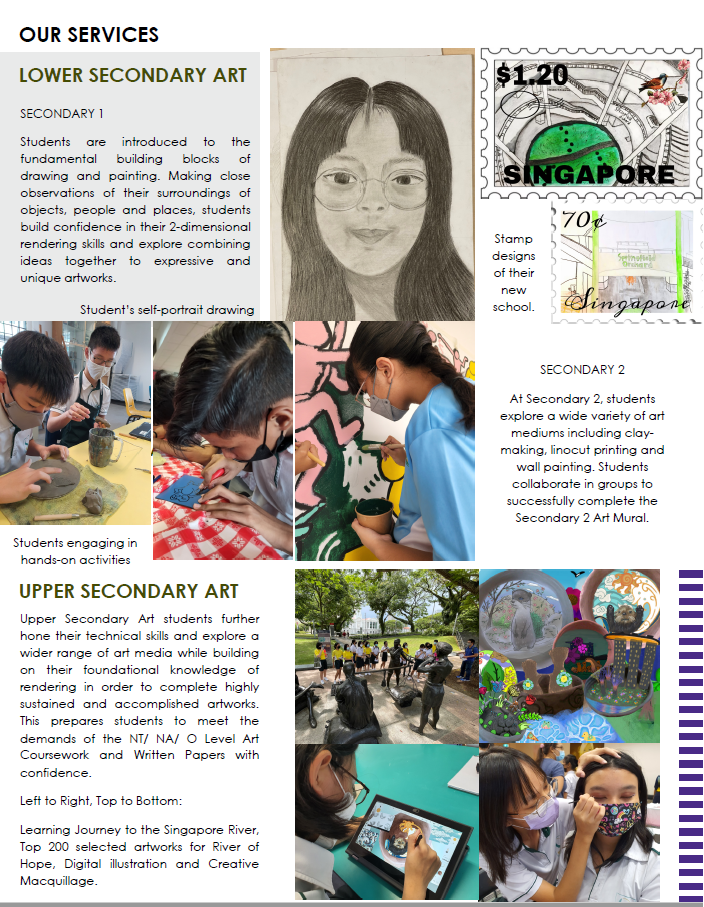 OUR SERVICES
LOWER SECONDARY ART
SECONDARY 1
Students are introduced to the
fundamental building blocks of
drawing and painting. Making close
observations of their surroundings of
objects, people and places, students
build confidence in their 2-dimensional
rendering skills and explore combining
ideas together to expressive and
unique artworks.
Student's self-portrait drawing
$1.20
SINGAPORE
70¢
Springfield
Singapore
Stamp
designs
of their
new
school.
SECONDARY 2
At Secondary 2, students
explore a wide variety of art
mediums including clay-
making, linocut printing and
wall painting. Students
collaborate in groups to
successfully complete the
Secondary 2 Art Mural.
Students engaging in
hands-on activities
UPPER SECONDARY ART
Upper Secondary Art students further
hone their technical skills and explore a
wider range of art media while building
on their foundational knowledge of
rendering in order to complete highly
sustained and accomplished artworks.
This prepares students to meet the
demands of the NT/ NA/ O Level Art
Coursework and Written Papers with
confidence.
Left to Right, Top to Bottom:
Learning Journey to the Singapore River,
Top 200 selected artworks for River of
Hope, Digital illustration and Creative
Macquillage.